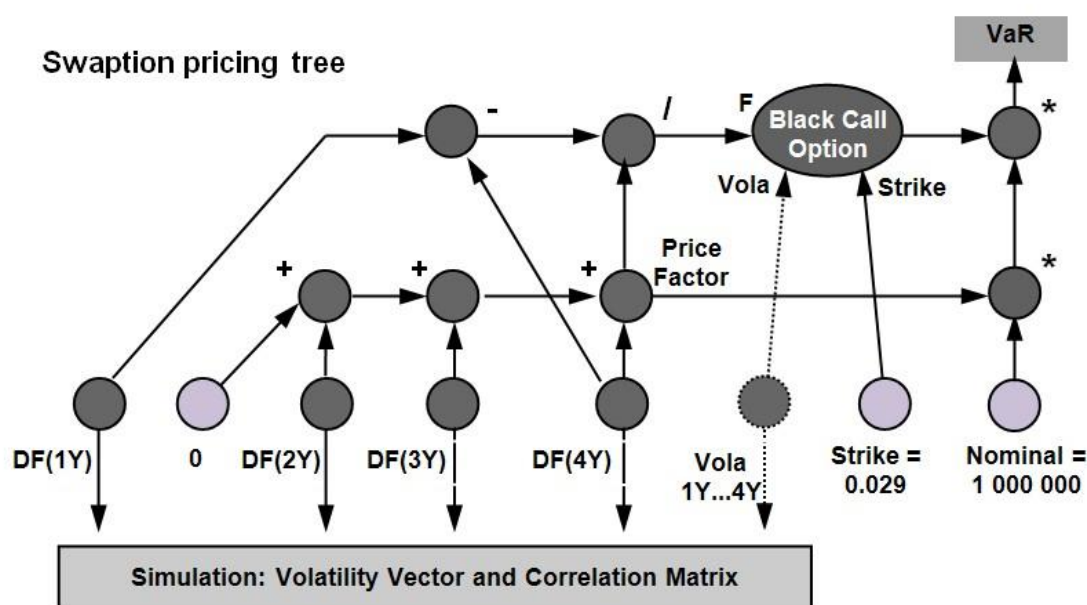 VaR
Swaption pricing tree
-
/
F
*
Black Call
Option
Vola
Strike
+
+
+
Price
Factor
*
DF(1Y)
0
DF(2Y)
DF(3Y)
DF(4Y)
Vola
1Y...4Y
Strike =
0.029
Nominal =
1 000 000
Simulation: Volatility Vector and Correlation Matrix